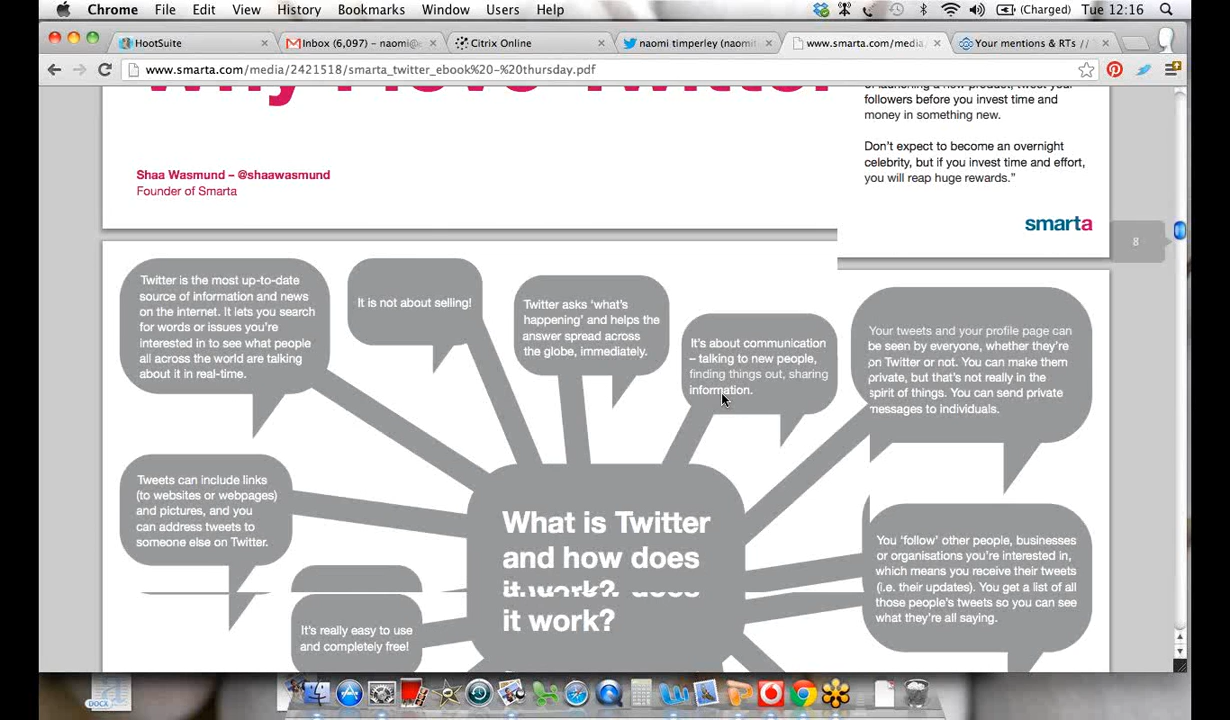 Chrome File Edit View History Bookmarks Window Users Help (Charged) Tue 12:16
HootSuite
Inbox (6,097) – naomi@
Citrix Online
naomi timperley (naomit
www.smarta.com/media
Your mentions & RTs //
www.smarta.com/media/2421518/smarta_twitter_ebook%20-%20thursday.pdf
Why I love Twitter
followers before you invest time and
money in something new.
Don’t expect to become an overnight
celebrity, but if you invest time and effort,
you will reap huge rewards.”
Shaa Wasmund – @shaawasmund
Founder of Smarta
smarta
8
Twitter is the most up-to-date
source of information and news
on the internet. It lets you search
for words or issues you’re
interested in to see what people
all across the world are talking
about it in real-time.
It is not about selling!
Twitter asks ‘what’s
happening’ and helps the
answer spread across
the globe, immediately.
It’s about communication
– talking to new people,
finding things out, sharing
information.
Your tweets and your profile page can
be seen by everyone, whether they’re
on Twitter or not. You can make them
private, but that’s not really in the
spirit of things. You can send private
messages to individuals.
Tweets can include links
(to websites or webpages)
and pictures, and you
can address tweets to
someone else on Twitter.
What is Twitter
and how does
it work? does
it work?
You ‘follow’ other people, businesses
or organisations you’re interested in,
which means you receive their tweets
(i.e. their updates). You get a list of all
those people’s tweets so you can see
what they’re all saying.
It’s really easy to use
and completely free!
DOCX